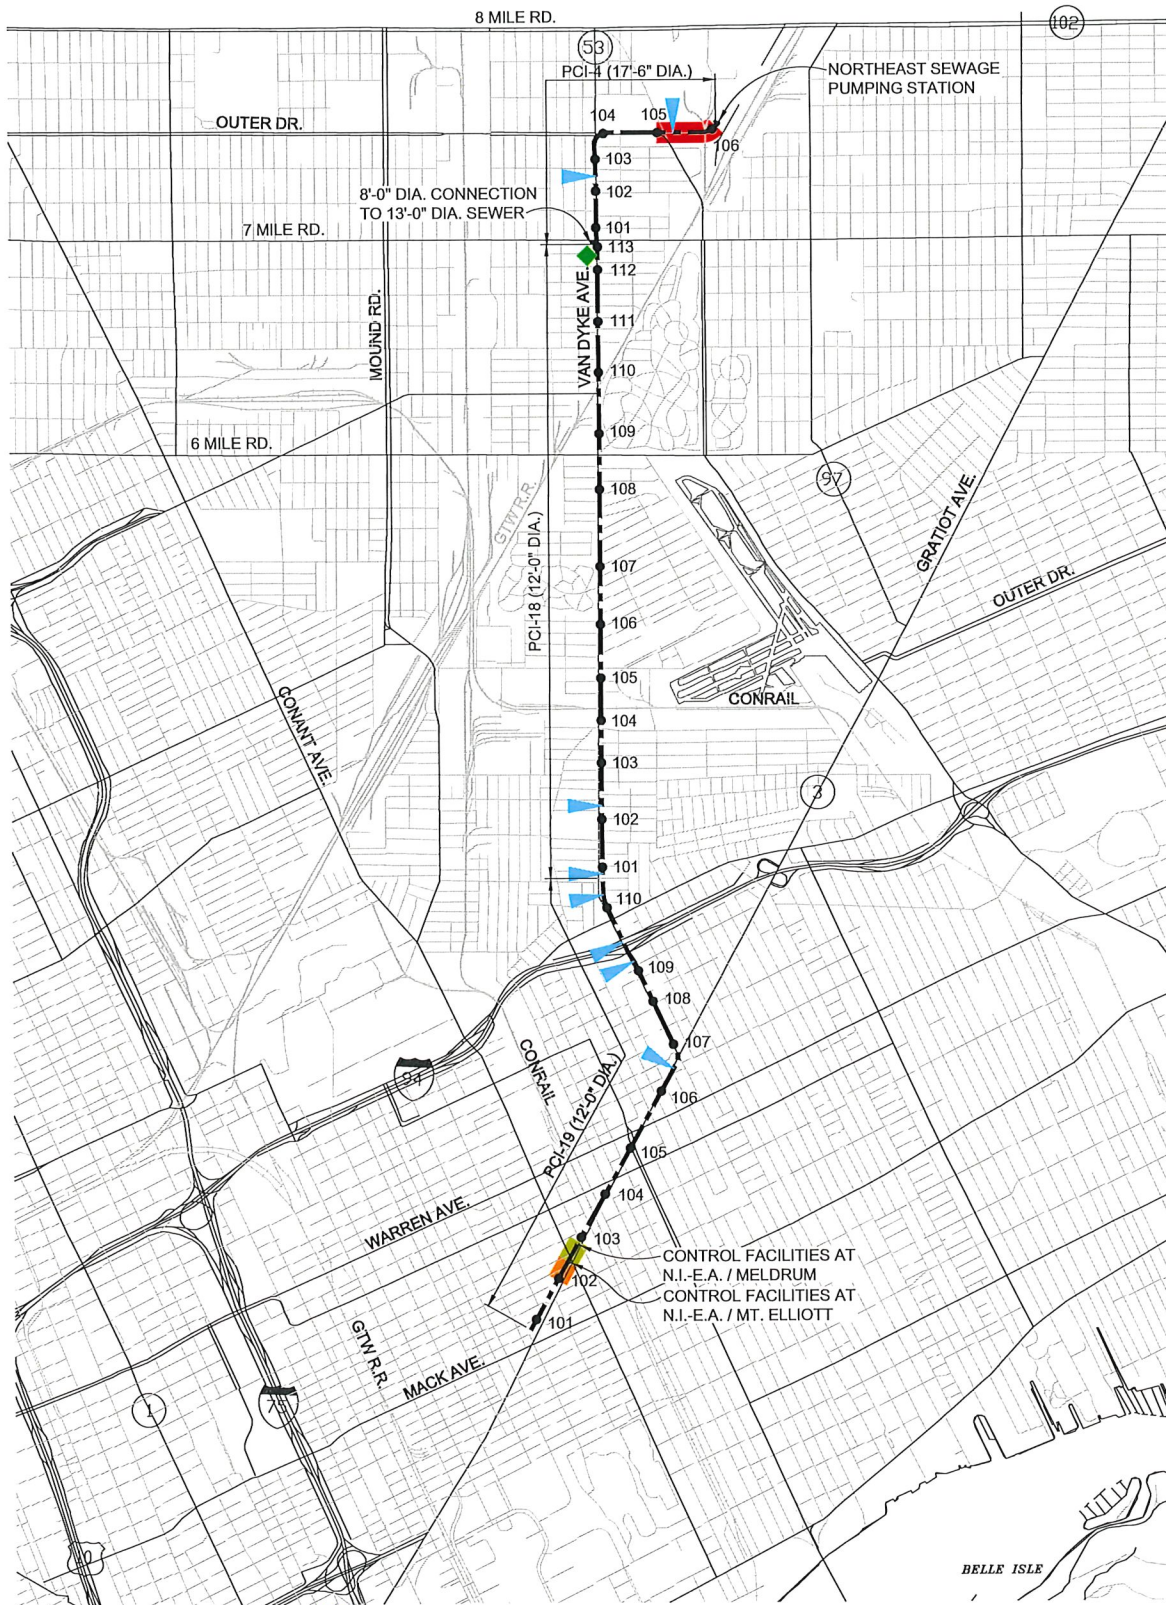 8 MILE RD.
102
53
PCI-4 (17'-6" DIA.)
NORTHEAST SEWAGE
PUMPING STATION
OUTER DR.
104
105
106
103
8'-0" DIA. CONNECTION
TO 13'-0" DIA. SEWER
102
7 MILE RD.
101
113
112
MOUND RD.
VAN DYKE AVE.
111
110
6 MILE RD.
109
97
108
GTW R.R.
GRATIOT AVE.
PCI-18 (12'-0" DIA.)
107
OUTER DR.
106
105
CONRAIL
CONANT AVE.
104
103
3
102
101
110
109
108
107
94
CONRAIL
PCI-19 (12'-0" DIA.)
106
105
104
WARREN AVE.
103
CONTROL FACILITIES AT
N.I.-E.A. / MELDRUM
102
CONTROL FACILITIES AT
N.I.-E.A. / MT. ELLIOTT
101
GTW R.R.
MACK AVE.
1
75
BELLE ISLE